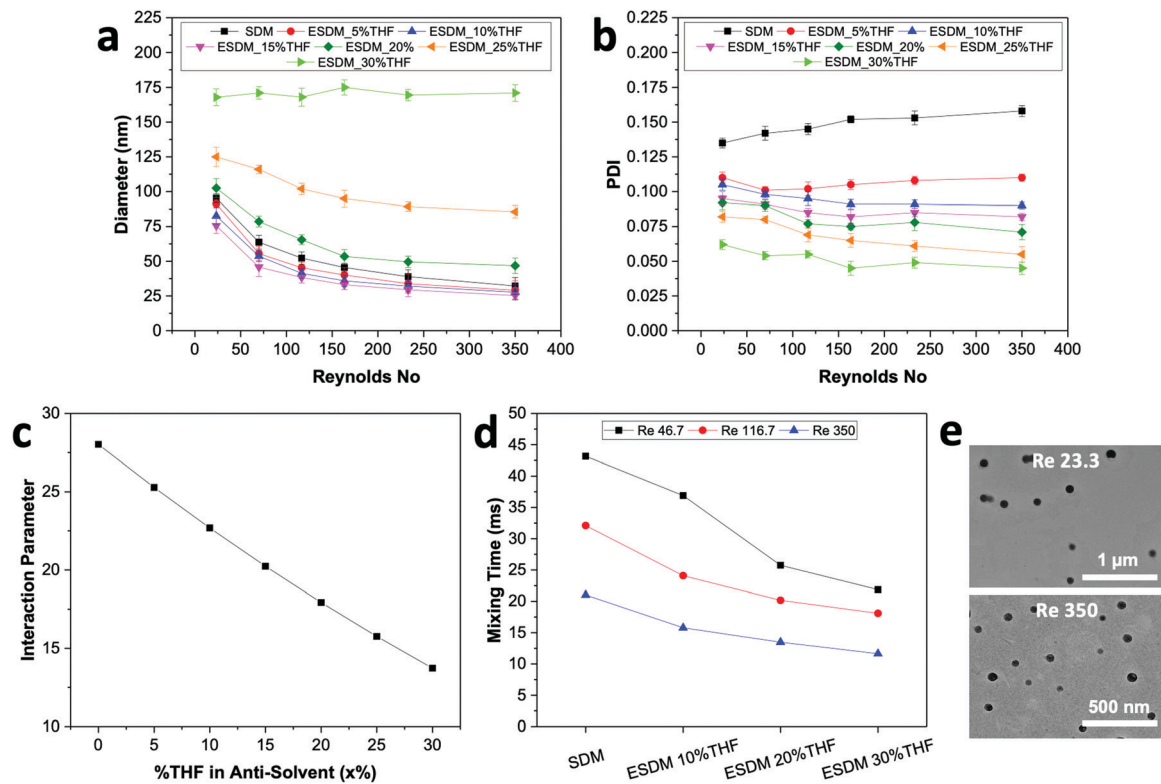 a
225
200
175
150
125
100
75
50
25
0
Diameter (nm)
SDM ESDM_5%THF ESDM_10%THF
ESDM_15%THF ESDM_20% ESDM_25%THF
ESDM_30%THF
0 50 100 150 200 250 300 350 400
Reynolds No
b
0.225
0.200
0.175
0.150
0.125
0.100
0.075
0.050
0.025
0.000
PDI
SDM ESDM_5%THF ESDM_10%THF
ESDM_15%THF ESDM_20% ESDM_25%THF
ESDM_30%THF
0 50 100 150 200 250 300 350 400
Reynolds No
c
30
25
20
15
10
Interaction Parameter
0 5 10 15 20 25 30
%THF in Anti-Solvent (x%)
d
50
45
40
35
30
25
20
15
10
5
0
Mixing Time (ms)
Re 46.7 Re 116.7 Re 350
SDM ESDM 10%THF ESDM 20%THF ESDM 30%THF
e
Re 23.3
1 μm
Re 350
500 nm